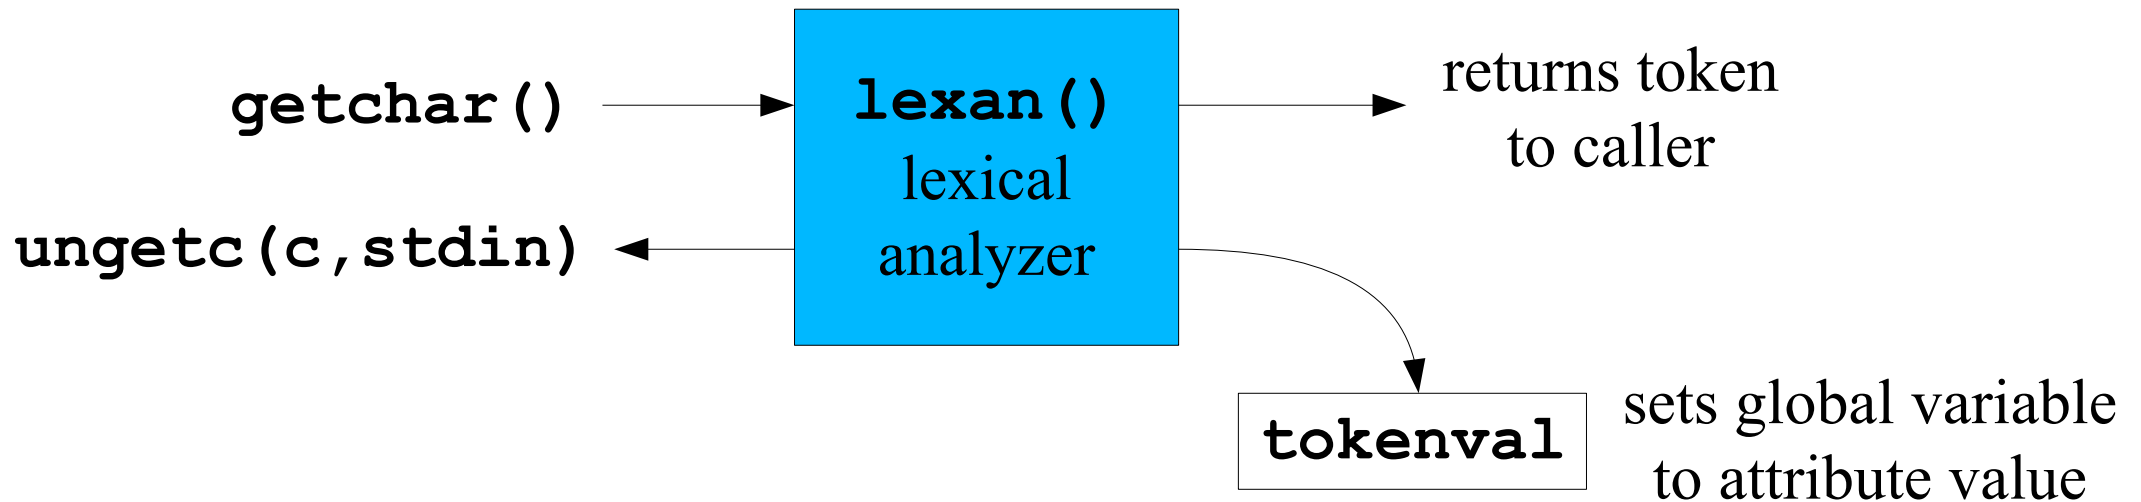 getchar()
ungetc(c,stdin)
lexan()
lexical
analyzer
returns token
to caller
tokenval
sets global variable
to attribute value